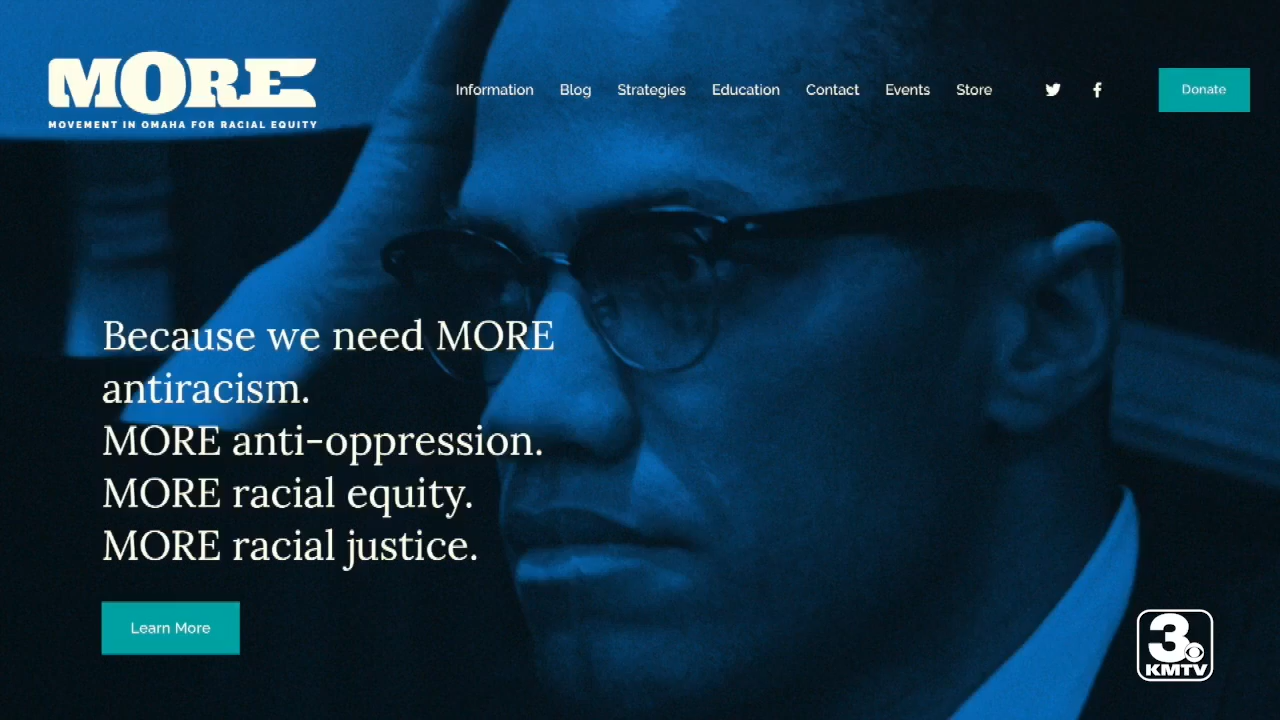 MORE
MOVEMENT IN OMAHA FOR RACIAL EQUITY
Information Blog Strategies Education Contact Events Store Donate
Because we need MORE
antiracism.
MORE anti-oppression.
MORE racial equity.
MORE racial justice.
Learn More
3
KMTV